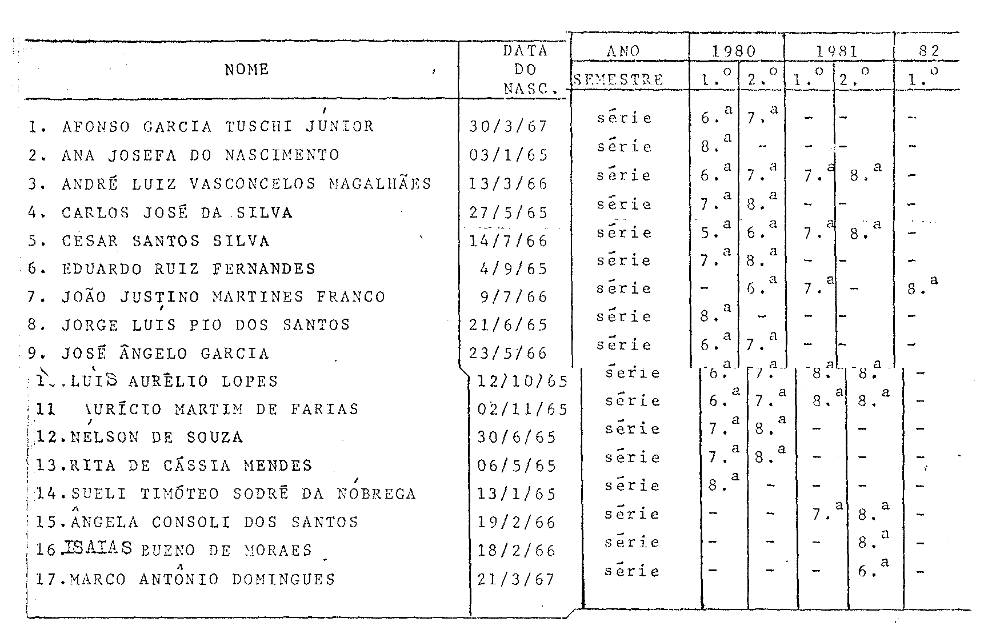 NOME DATA DO NASC. ANO 1980 1981 82
SEMESTRE 1.º 2.º 1.º 2.º 1.º
1. AFONSO GARCIA TUSCHI JÚNIOR 30/3/67 série 6.ª 7.ª - - -
2. ANA JOSEFA DO NASCIMENTO 03/1/65 série 8.ª - - - -
3. ANDRÉ LUIZ VASCONCELOS MAGALHÃES 13/3/66 série 6.ª 7.ª 7.ª 8.ª -
4. CARLOS JOSÉ DA SILVA 27/5/65 série 7.ª 8.ª - - -
5. CÉSAR SANTOS SILVA 14/7/66 série 5.ª 6.ª 7.ª 8.ª -
6. EDUARDO RUIZ FERNANDES 4/9/65 série 7.ª 8.ª - - -
7. JOÃO JUSTINO MARTINES FRANCO 9/7/66 série - 6.ª 7.ª - 8.ª
8. JORGE LUÍS PIO DOS SANTOS 21/6/65 série 8.ª - - - -
9. JOSÉ ÂNGELO GARCIA 23/5/66 série 6.ª 7.ª - - -
1 . LUÍS AURÉLIO LOPES 12/10/65 série 6.ª 7.ª 8.ª 8.ª -
11 AURÍCIO MARTIM DE FARIAS 02/11/65 série 6.ª 7.ª 8.ª 8.ª -
12. NÉLSON DE SOUZA 30/6/65 série 7.ª 8.ª - - -
13. RITA DE CÁSSIA MENDES 06/5/65 série 7.ª 8.ª - - -
14. SUELI TIMÓTEO SODRÉ DA NÓBREGA 13/1/65 série 8.ª - - - -
15. ÂNGELA CONSOLI DOS SANTOS 19/2/66 série - - 7.ª 8.ª -
16. ISAIAS BUENO DE MORAES 18/2/66 série - - - 8.ª -
17. MARCO ANTÔNIO DOMINGUES 21/3/67 série - - - 6.ª -